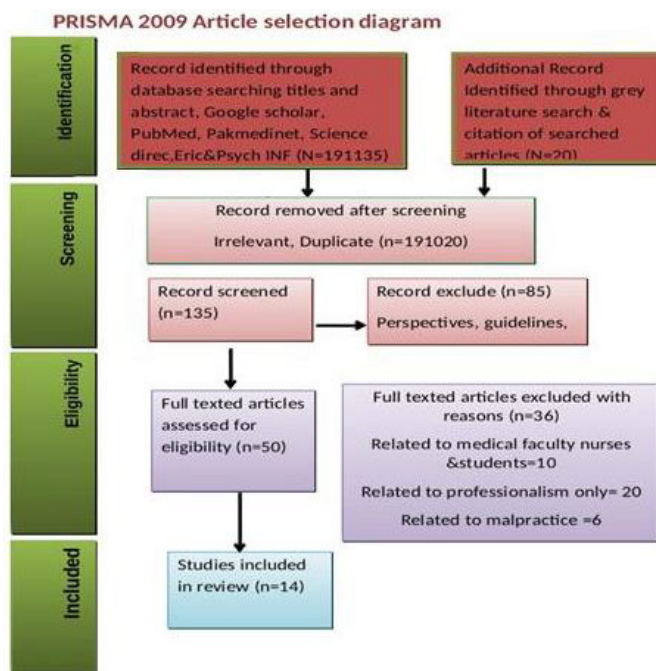 PRISMA 2009 Article selection diagram
Identification
Record identified through
database searching titles and
abstract, Google scholar,
PubMed, Pakmedinet, Science
direc,Eric&Psych INF (N=191135)
Additional Record
Identified through grey
literature search &
citation of searched
articles (N=20)
Screening
Record removed after screening
Irrelevant, Duplicate (n=191020)
Record screened
(n=135)
Record exclude (n=85)
Perspectives, guidelines,
Eligibility
Full texted articles
assessed for
eligibility (n=50)
Full texted articles excluded with
reasons (n=36)
Related to medical faculty nurses
&students=10
Related to professionalism only= 20
Related to malpractice =6
Included
Studies included
in review (n=14)